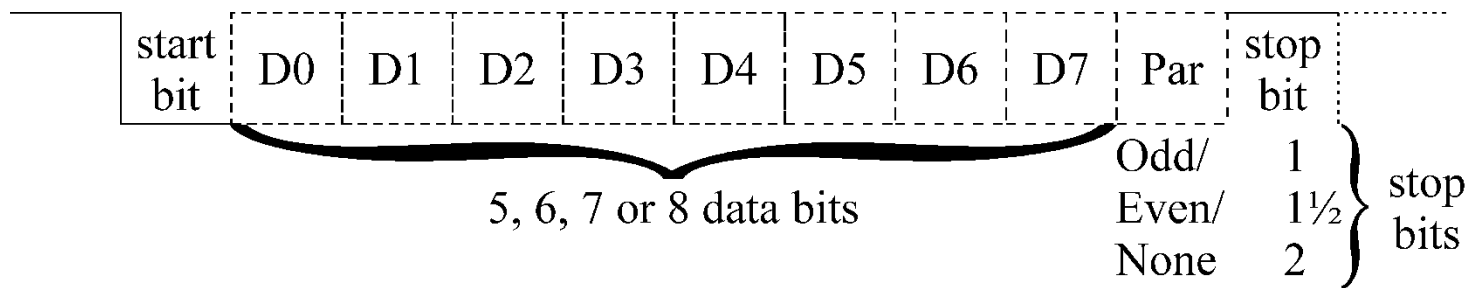 start bit D0 D1 D2 D3 D4 D5 D6 D7 Par stop bit
5, 6, 7 or 8 data bits
Odd/ 1
Even/ 1½
None 2
stop bits